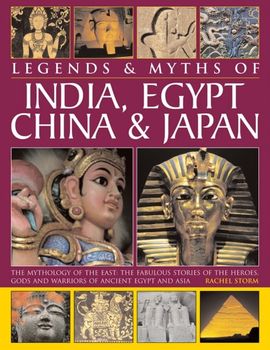 LEGENDS & MYTHS OF
INDIA, EGYPT
CHINA & JAPAN
THE MYTHOLOGY OF THE EAST: THE FABULOUS STORIES OF THE HEROES,
GODS AND WARRIORS OF ANCIENT EGYPT AND ASIA
RACHEL STORM